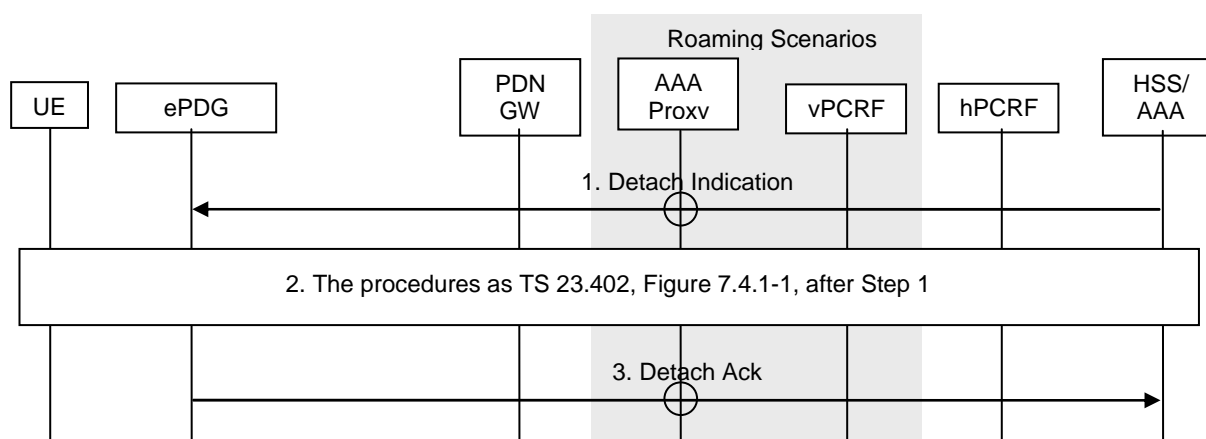 Roaming Scenarios
UE
ePDG
PDN
GW
AAA
Proxv
vPCRF
hPCRF
HSS/
AAA
1. Detach Indication
2. The procedures as TS 23.402, Figure 7.4.1-1, after Step 1
3. Detach Ack